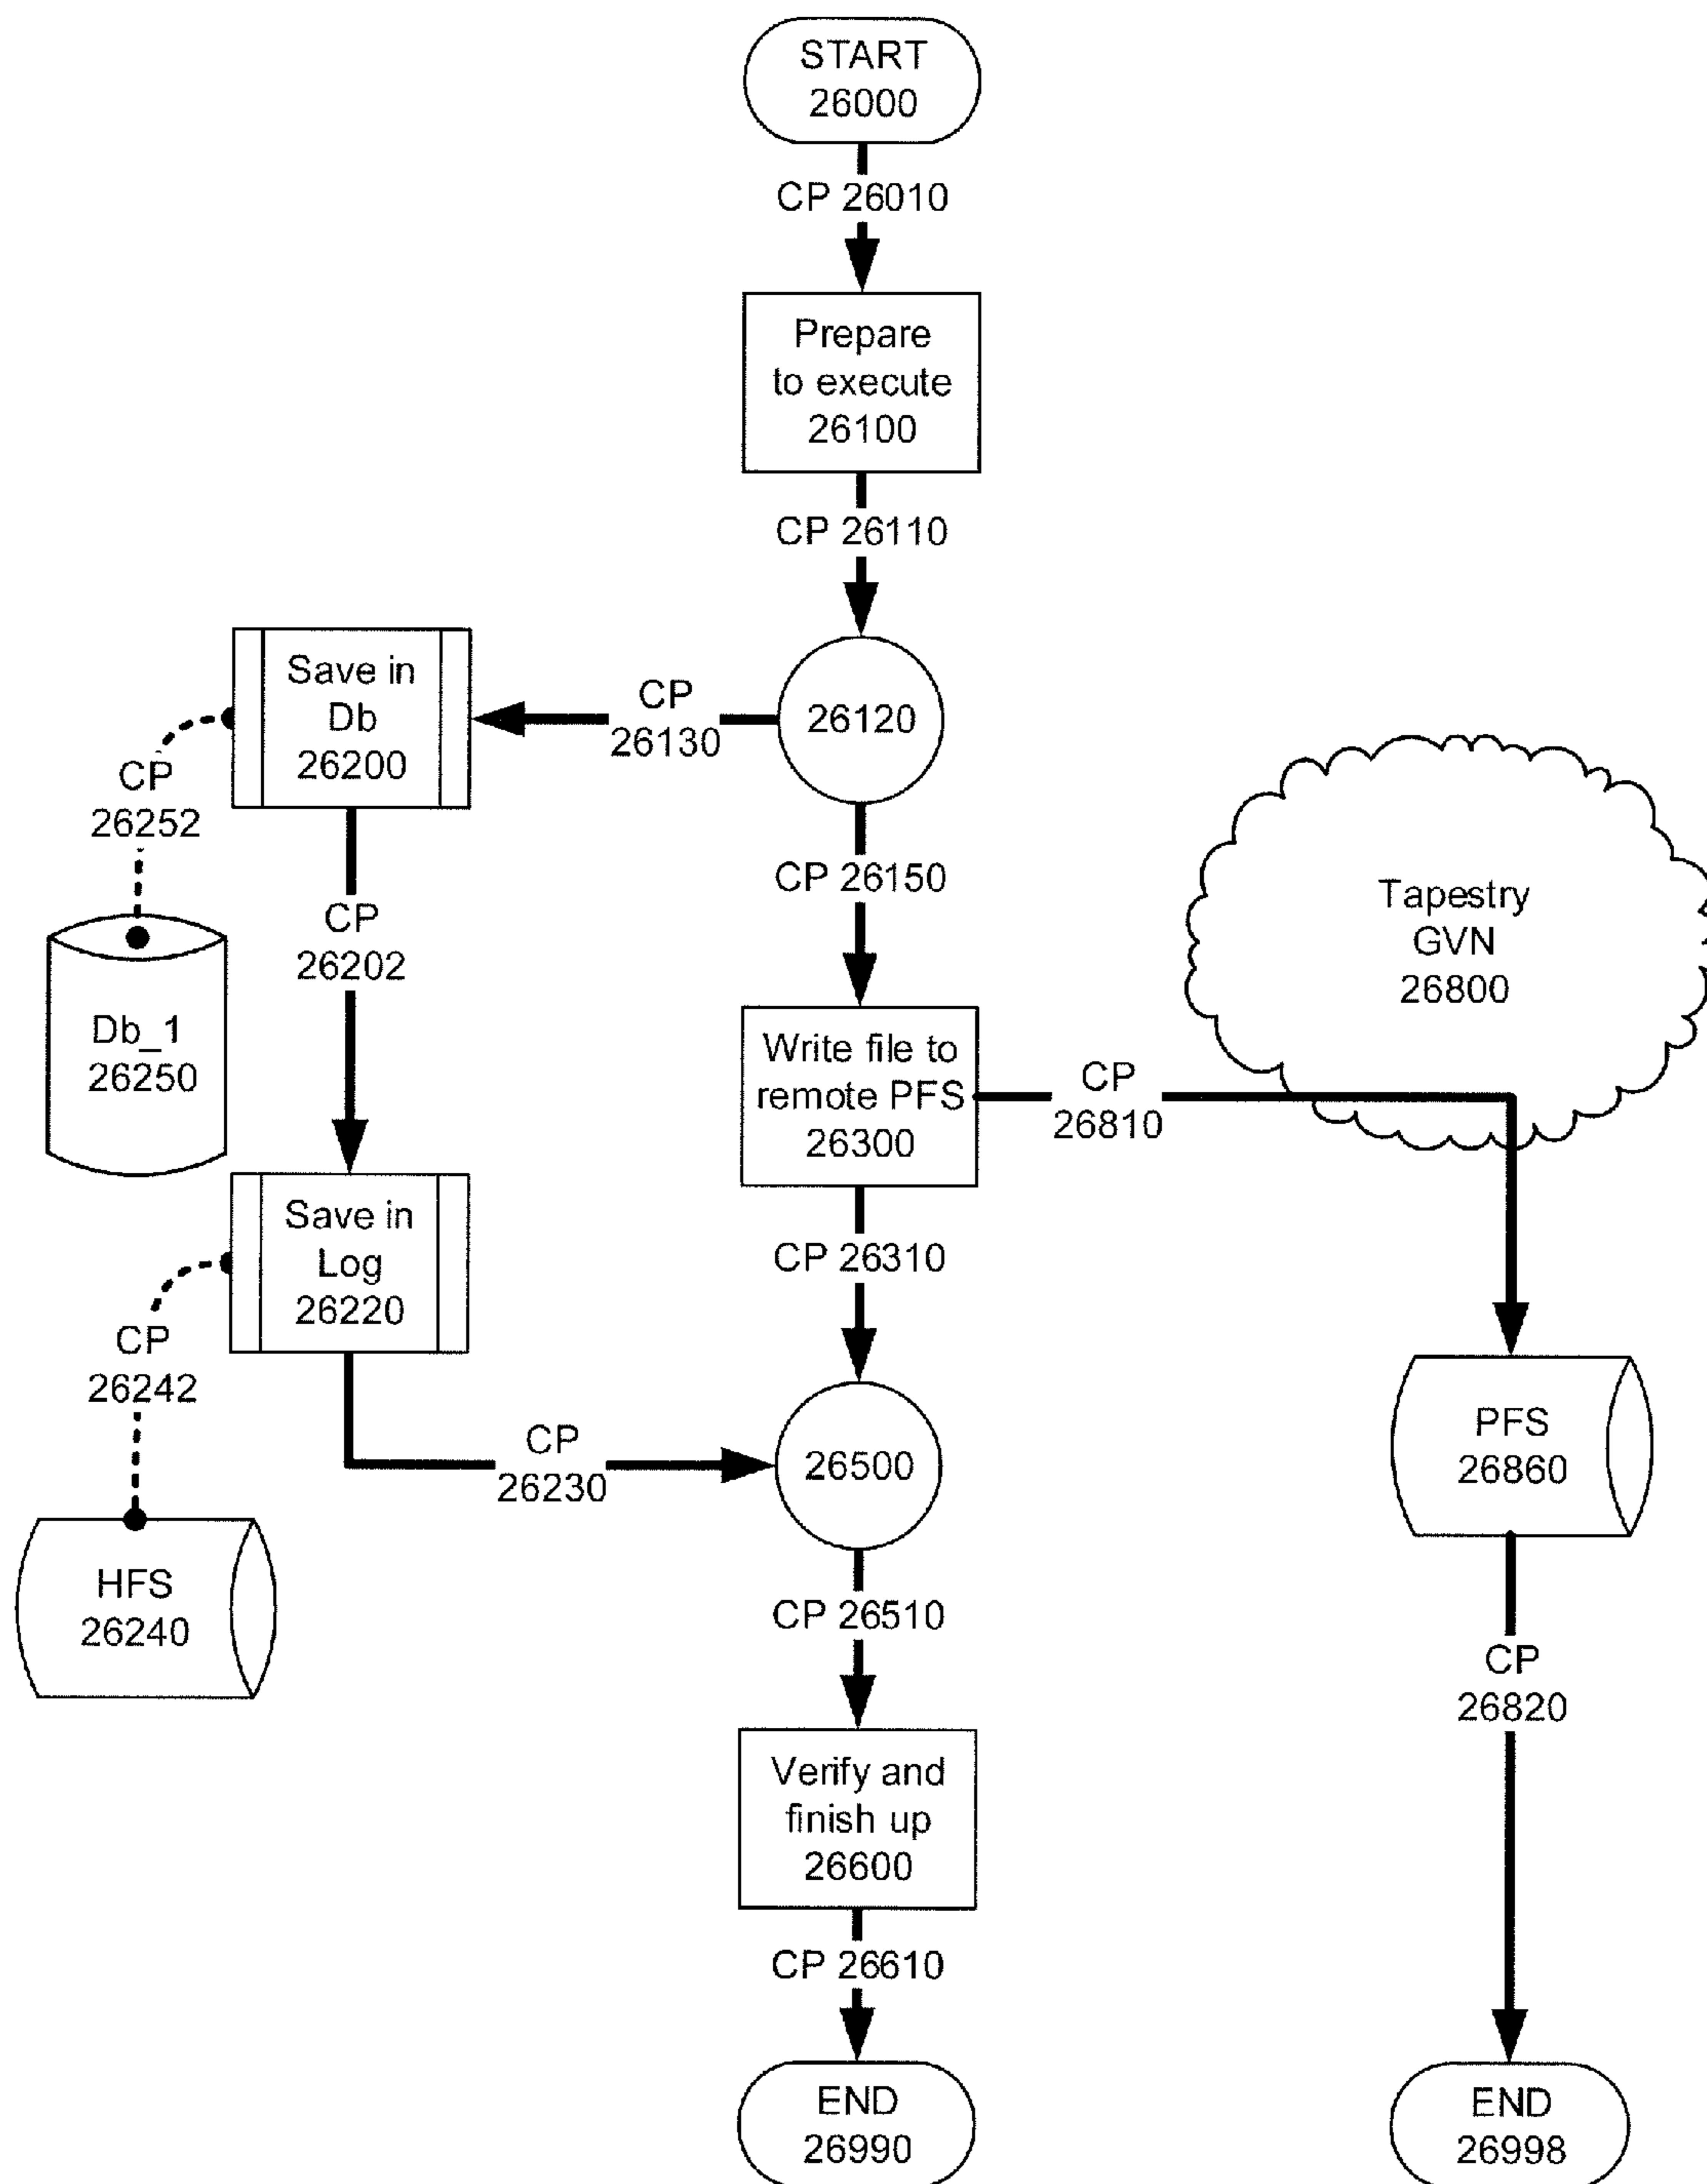 START
26000
CP 26010
Prepare
to execute
26100
CP 26110
Save in
Db
26200
CP
26130
26120
CP
26252
CP 26150
Tapestry
GVN
26800
CP
26202
Db_1
26250
Write file to
remote PFS
26300
CP
26810
Save in
Log
26220
CP 26310
CP
26242
CP
26230
26500
PFS
26860
HFS
26240
CP 26510
CP
26820
Verify and
finish up
26600
CP 26610
END
26990
END
26998